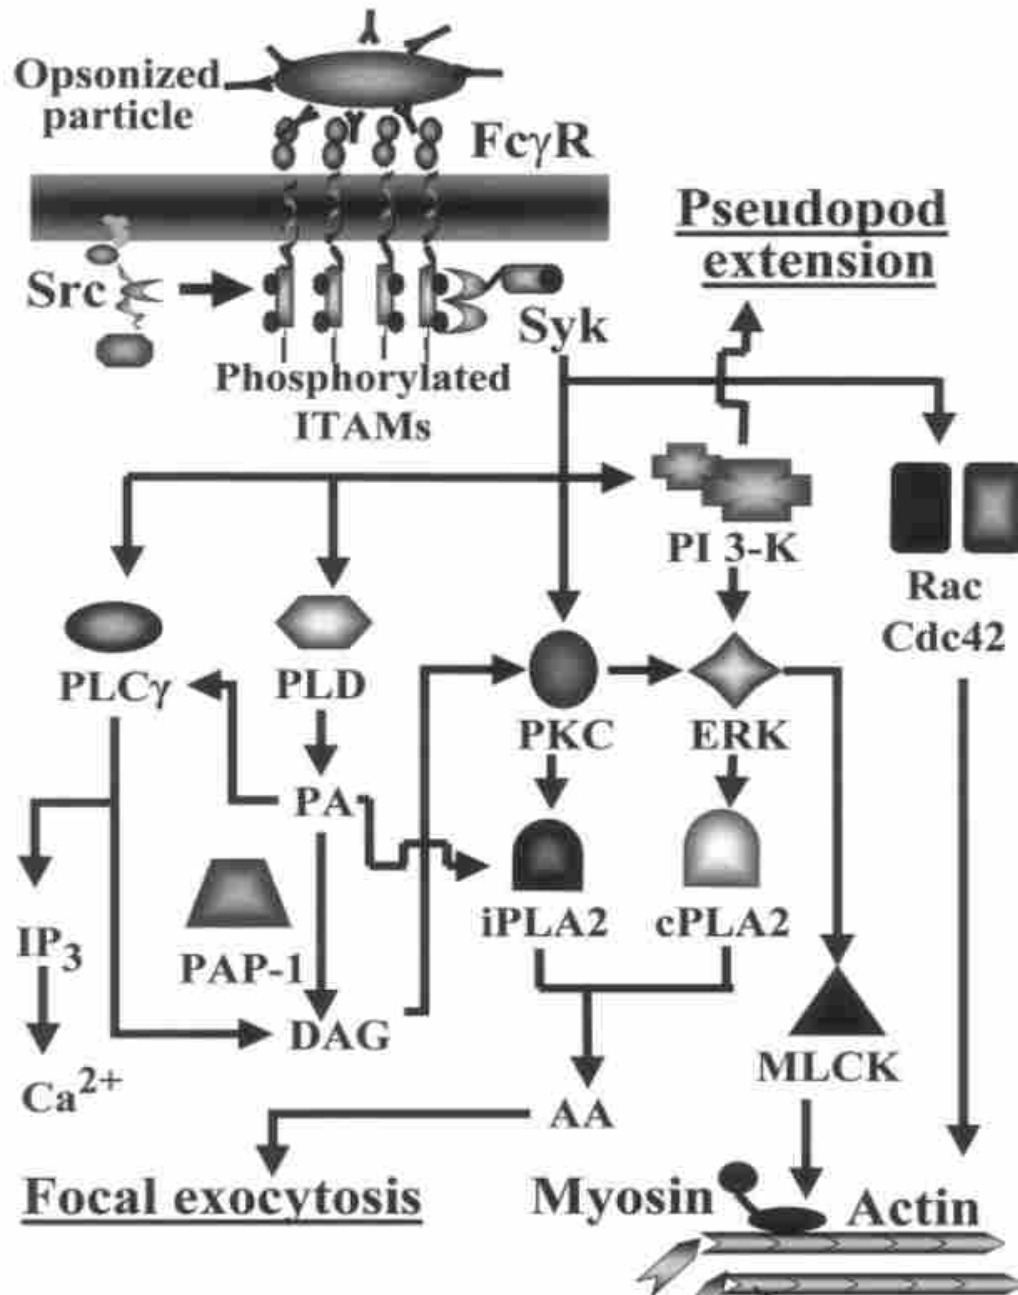 Opsonized
particle
FcγR
Pseudopod
extension
Src
Syk
Phosphorylated
ITAMs
PI 3-K
Rac
Cdc42
PLCγ
PLD
PKC
ERK
PA
iPLA2
cPLA2
IP3
PAP-1
DAG
MLCK
Ca2+
AA
Focal exocytosis
Myosin
Actin